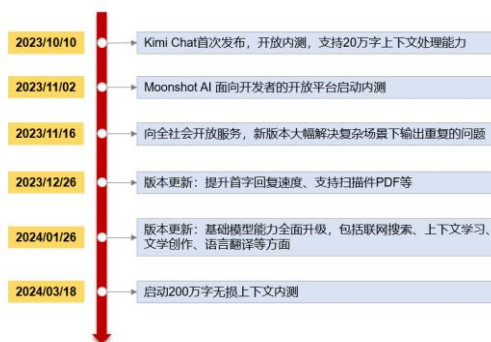 2023/10/10
Kimi Chat首次发布，开放内测，支持20万字上下文处理能力
2023/11/02
Moonshot AI 面向开发者的开放平台启动内测
2023/11/16
向全社会开放服务，新版本大幅解决复杂场景下输出重复的问题
2023/12/26
版本更新：提升首字回复速度、支持扫描件PDF等
2024/01/26
版本更新：基础模型能力全面升级，包括联网搜索、上下文学习、
文学创作、语言翻译等方面
2024/03/18
启动200万字无损上下文内测